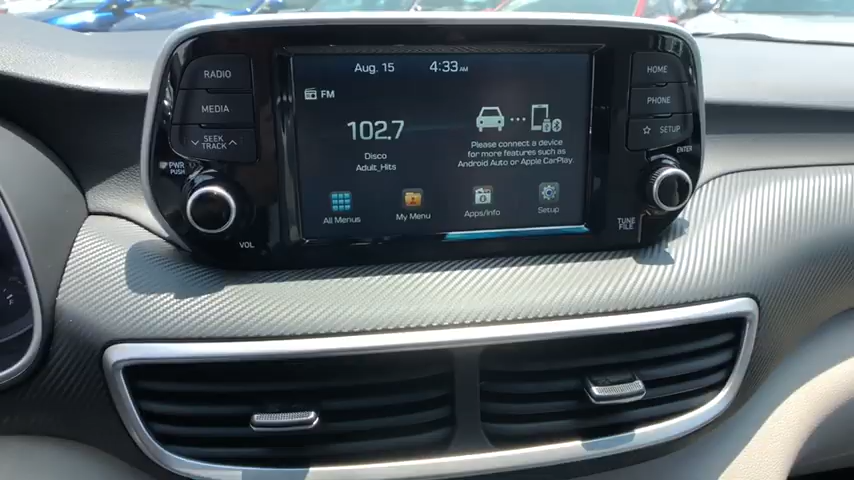 RADIO
MEDIA
SEEK
TRACK
PWR
PUSH
VOL
Aug. 15
4:33 AM
FM
102.7
Disco
Adult_Hits
Please connect a device
for more features such as
Android Auto or Apple CarPlay.
All Menus
My Menu
Apps/Info
Setup
HOME
PHONE
SETUP
ENTER
TUNE
FILE